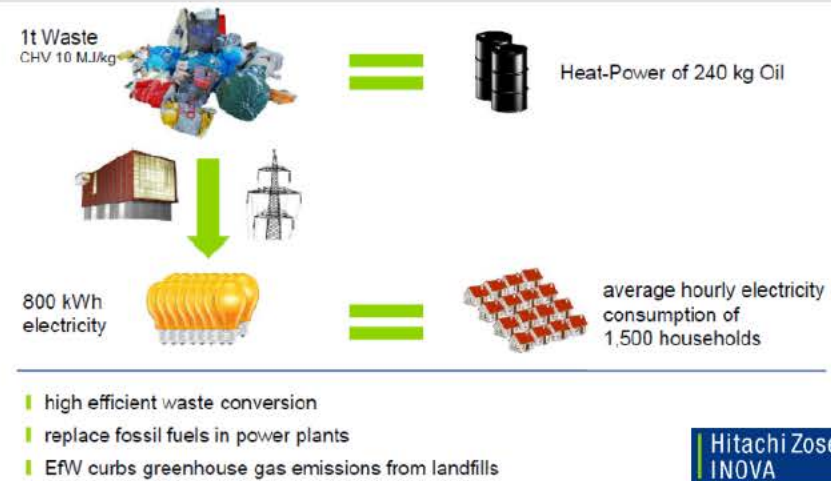 1t Waste
CHV 10 MJ/kg
Heat-Power of 240 kg Oil
800 kWh
electricity
average hourly electricity
consumption of
1,500 households
high efficient waste conversion
replace fossil fuels in power plants
EfW curbs greenhouse gas emissions from landfills
Hitachi Zose
INOVA